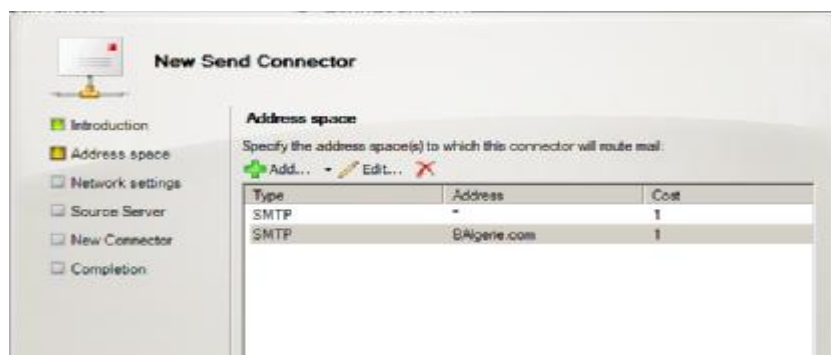 New Send Connector
Introduction
Address space
Network settings
Source Server
New Connector
Completion
Address space
Specify the address space(s) to which this connector will route mail:
Add... Edit...
Type Address Cost
SMTP * 1
SMTP BAlgerie.com 1